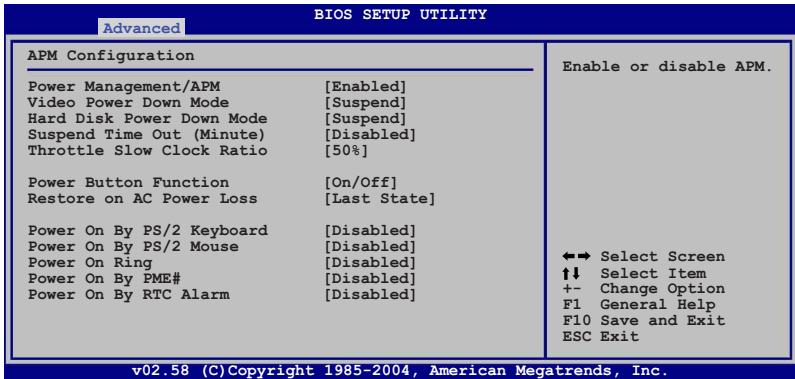 BIOS SETUP UTILITY
Advanced
APM Configuration
Power Management/APM [Enabled]
Video Power Down Mode [Suspend]
Hard Disk Power Down Mode [Suspend]
Suspend Time Out (Minute) [Disabled]
Throttle Slow Clock Ratio [50%]
Power Button Function [On/Off]
Restore on AC Power Loss [Last State]
Power On By PS/2 Keyboard [Disabled]
Power On By PS/2 Mouse [Disabled]
Power On Ring [Disabled]
Power On By PME# [Disabled]
Power On By RTC Alarm [Disabled]
Enable or disable APM.
←→ Select Screen
↑↓ Select Item
+- Change Option
F1 General Help
F10 Save and Exit
ESC Exit
v02.58 (C)Copyright 1985-2004, American Megatrends, Inc.